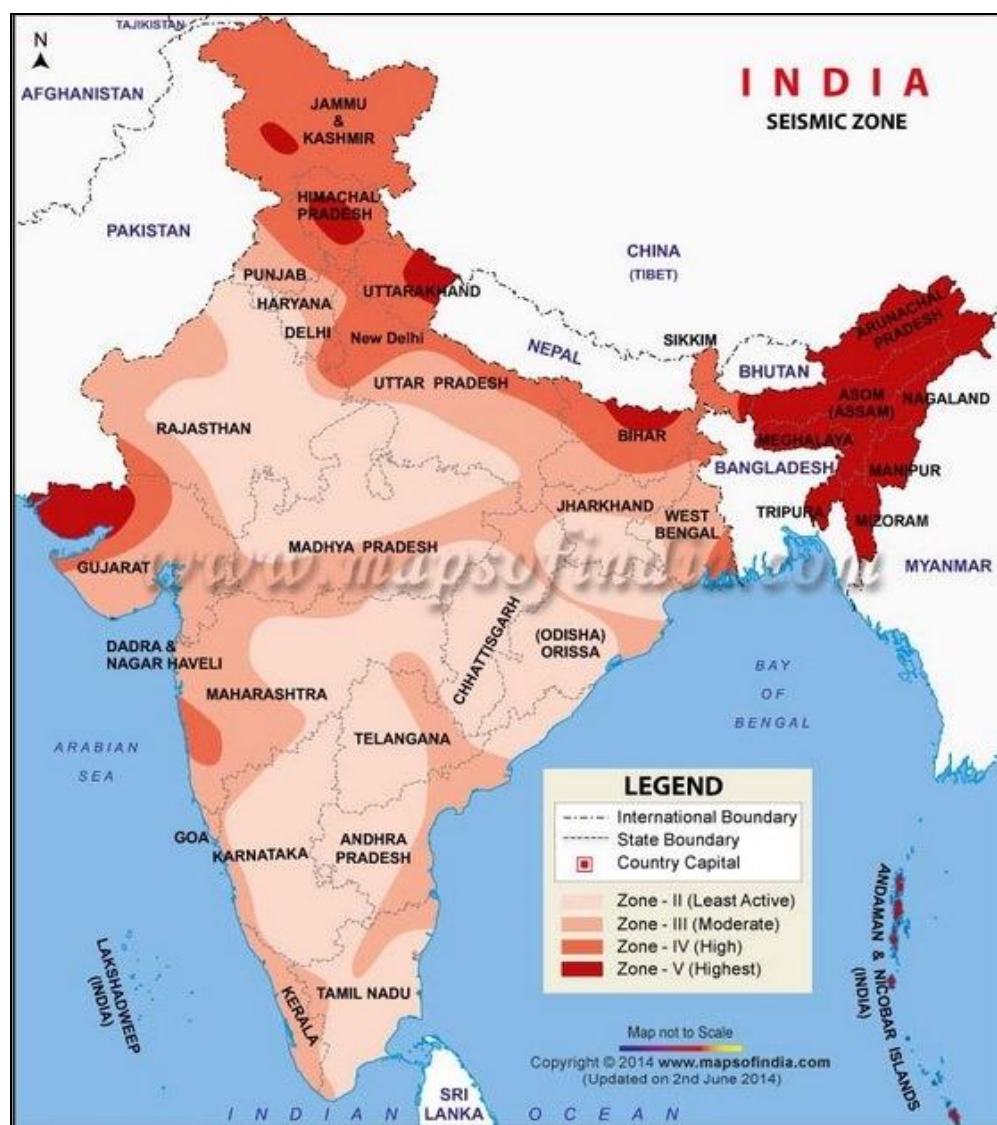 TAJIKISTAN
N
AFGHANISTAN
INDIA
SEISMIC ZONE
JAMMU
&
KASHMIR
HIMACHAL
PRADESH
PAKISTAN
CHINA
(TIBET)
PUNJAB
UTTARAKHAND
HARYANA
DELHI
New Delhi
NEPAL
SIKKIM
ARUNACHAL
PRADESH
BHUTAN
UTTAR PRADESH
ASOM
(ASSAM)
NAGALAND
RAJASTHAN
BIHAR
MEGHALAYA
BANGLADESH
MANIPUR
JHARKHAND
WEST
BENGAL
TRIPURA
MIZORAM
MADHYA PRADESH
www.mapsofindia.com
GUJARAT
MYANMAR
DADRA &
NAGAR HAVELI
CHHATTISGARH
(ODISHA)
ORISSA
MAHARASHTRA
BAY
OF
BENGAL
TELANGANA
ARABIAN
SEA
LEGEND
International Boundary
State Boundary
Country Capital
Zone - II (Least Active)
Zone - III (Moderate)
Zone - IV (High)
Zone - V (Highest)
GOA
KARNATAKA
ANDHRA
PRADESH
ANDAMAN & NICOBAR ISLANDS
(INDIA)
LAKSHADWEEP
(INDIA)
KERALA
TAMIL NADU
Map not to Scale
Copyright © 2014 www.mapsofindia.com
(Updated on 2nd June 2014)
SRI
LANKA
INDIAN OCEAN